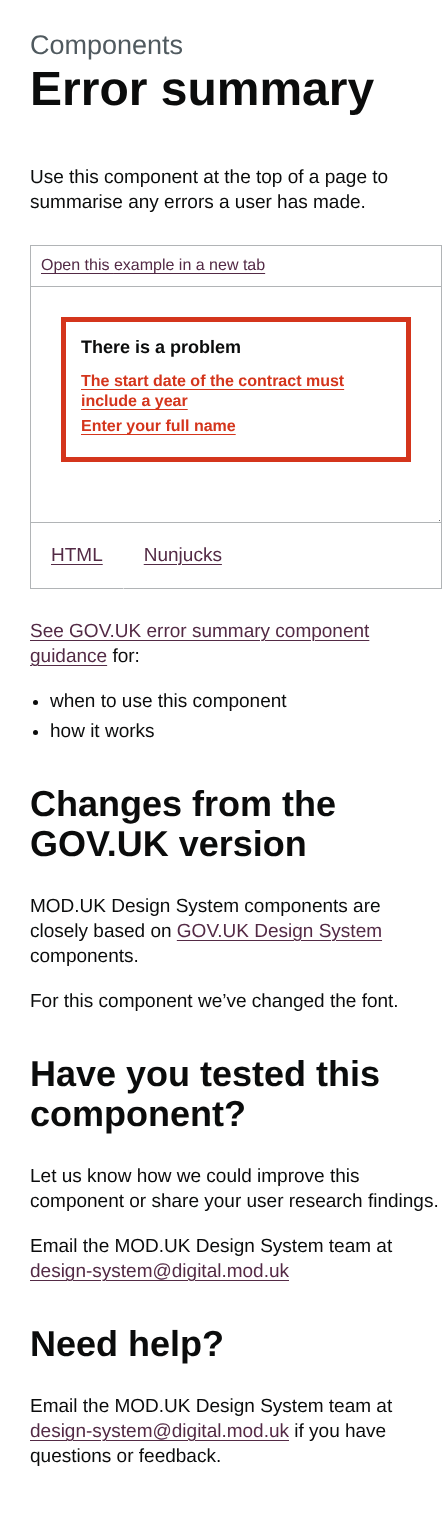 Components
Error summary
Use this component at the top of a page to
summarise any errors a user has made.
Open this example in a new tab
There is a problem
The start date of the contract must
include a year
Enter your full name
HTML Nunjucks
See GOV.UK error summary component
guidance for:
• when to use this component
• how it works
Changes from the
GOV.UK version
MOD.UK Design System components are
closely based on GOV.UK Design System
components.
For this component we’ve changed the font.
Have you tested this
component?
Let us know how we could improve this
component or share your user research findings.
Email the MOD.UK Design System team at
design-system@digital.mod.uk
Need help?
Email the MOD.UK Design System team at
design-system@digital.mod.uk if you have
questions or feedback.